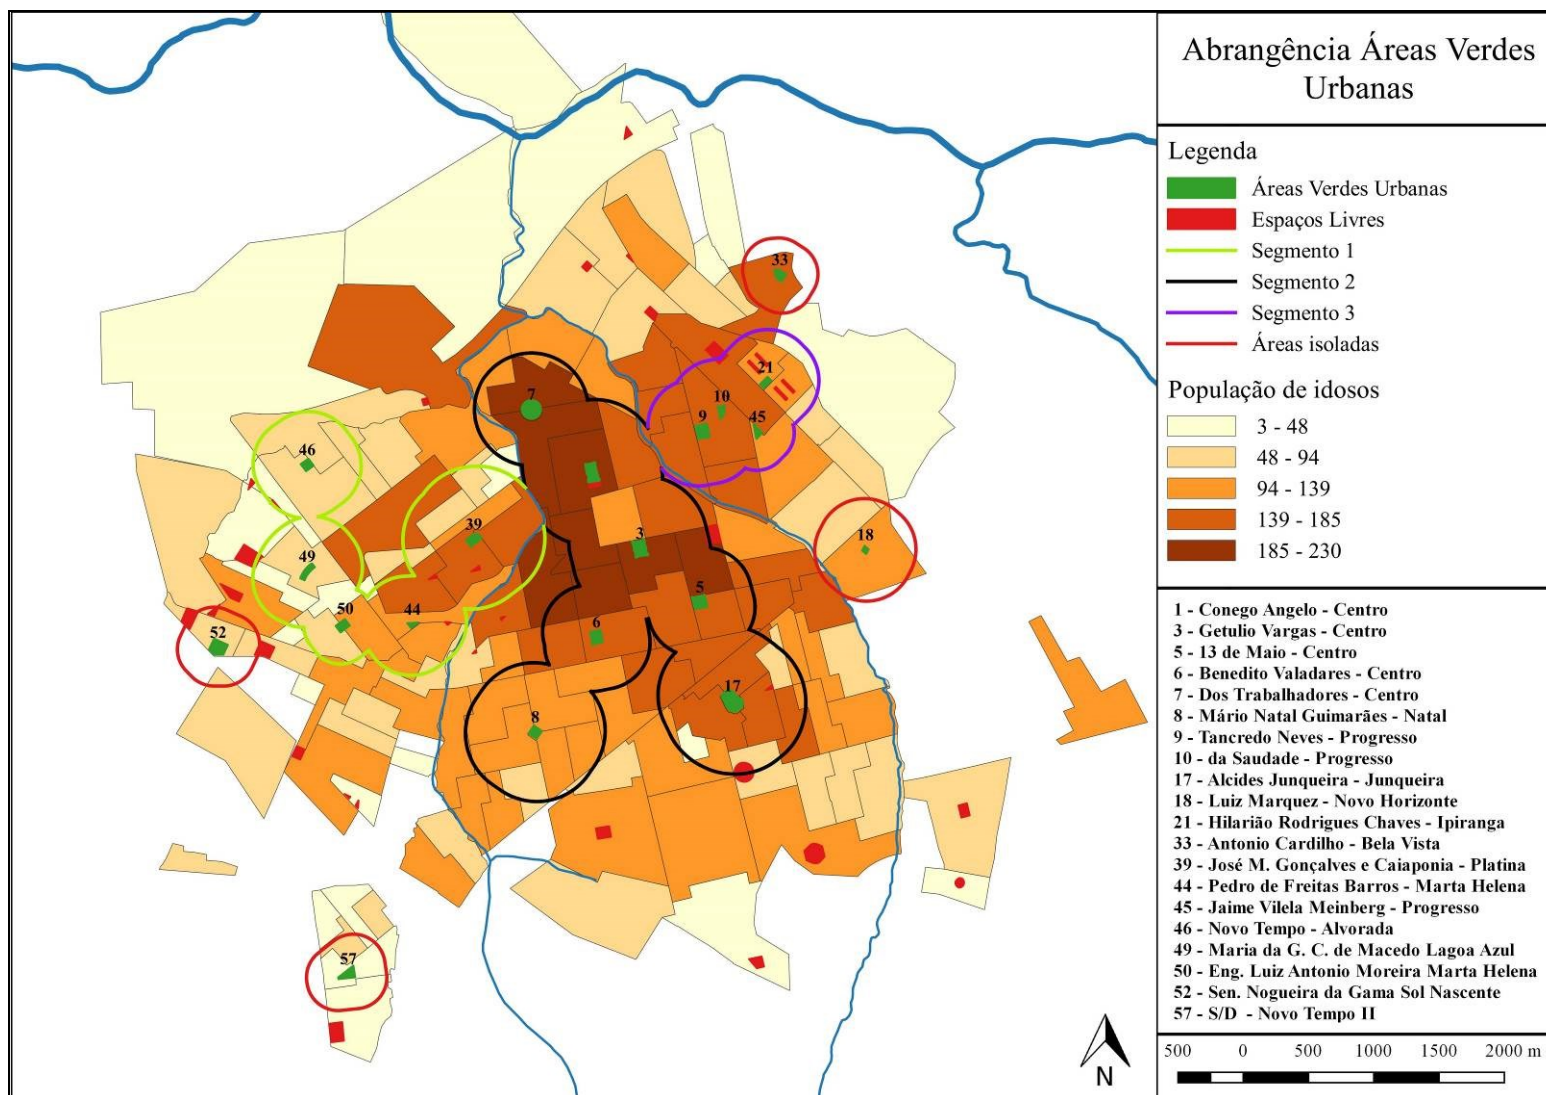 Abrangência Áreas Verdes
Urbanas
Legenda
Áreas Verdes Urbanas
Espaços Livres
Segmento 1
Segmento 2
Segmento 3
Áreas isoladas
População de idosos
3 - 48
48 - 94
94 - 139
139 - 185
185 - 230
1 - Conego Angelo - Centro
3 - Getulio Vargas - Centro
5 - 13 de Maio - Centro
6 - Benedito Valadares - Centro
7 - Dos Trabalhadores - Centro
8 - Mário Natal Guimarães - Natal
9 - Tancredo Neves - Progresso
10 - da Saudade - Progresso
17 - Alcides Junqueira - Junqueira
18 - Luiz Marquez - Novo Horizonte
21 - Hilarião Rodrigues Chaves - Ipiranga
33 - Antonio Cardilho - Bela Vista
39 - José M. Gonçalves e Caiaponia - Platina
44 - Pedro de Freitas Barros - Marta Helena
45 - Jaime Vilela Meinberg - Progresso
46 - Novo Tempo - Alvorada
49 - Maria da G. C. de Macedo Lagoa Azul
50 - Eng. Luiz Antonio Moreira Marta Helena
52 - Sen. Nogueira da Gama Sol Nascente
57 - S/D - Novo Tempo II
500 0 500 1000 1500 2000 m
N
33
21
10
7
9
45
46
39
3
18
49
5
50
44
52
6
17
8
57